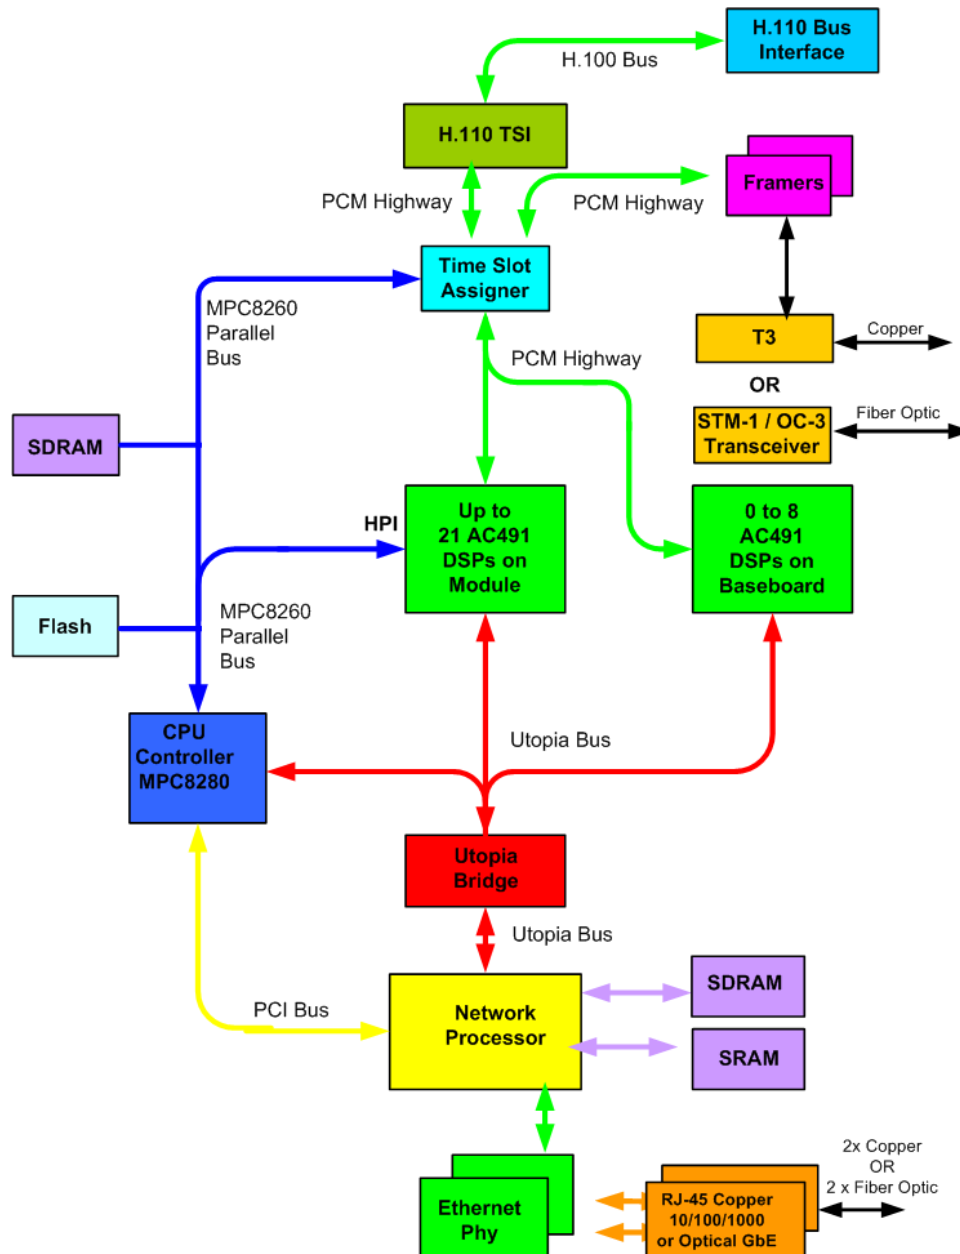 H.110 Bus
Interface
H.100 Bus
H.110 TSI
PCM Highway
PCM Highway
Framers
Time Slot
Assigner
MPC8260
Parallel
Bus
T3
Copper
PCM Highway
OR
STM-1 / OC-3
Transceiver
Fiber Optic
SDRAM
HPI
Up to
21 AC491
DSPs on
Module
0 to 8
AC491
DSPs on
Baseboard
Flash
MPC8260
Parallel
Bus
CPU
Controller
MPC8280
Utopia Bus
Utopia
Bridge
Utopia Bus
SDRAM
Network
Processor
PCI Bus
SRAM
Ethernet
Phy
RJ-45 Copper
10/100/1000
or Optical GbE
2x Copper
OR
2 x Fiber Optic